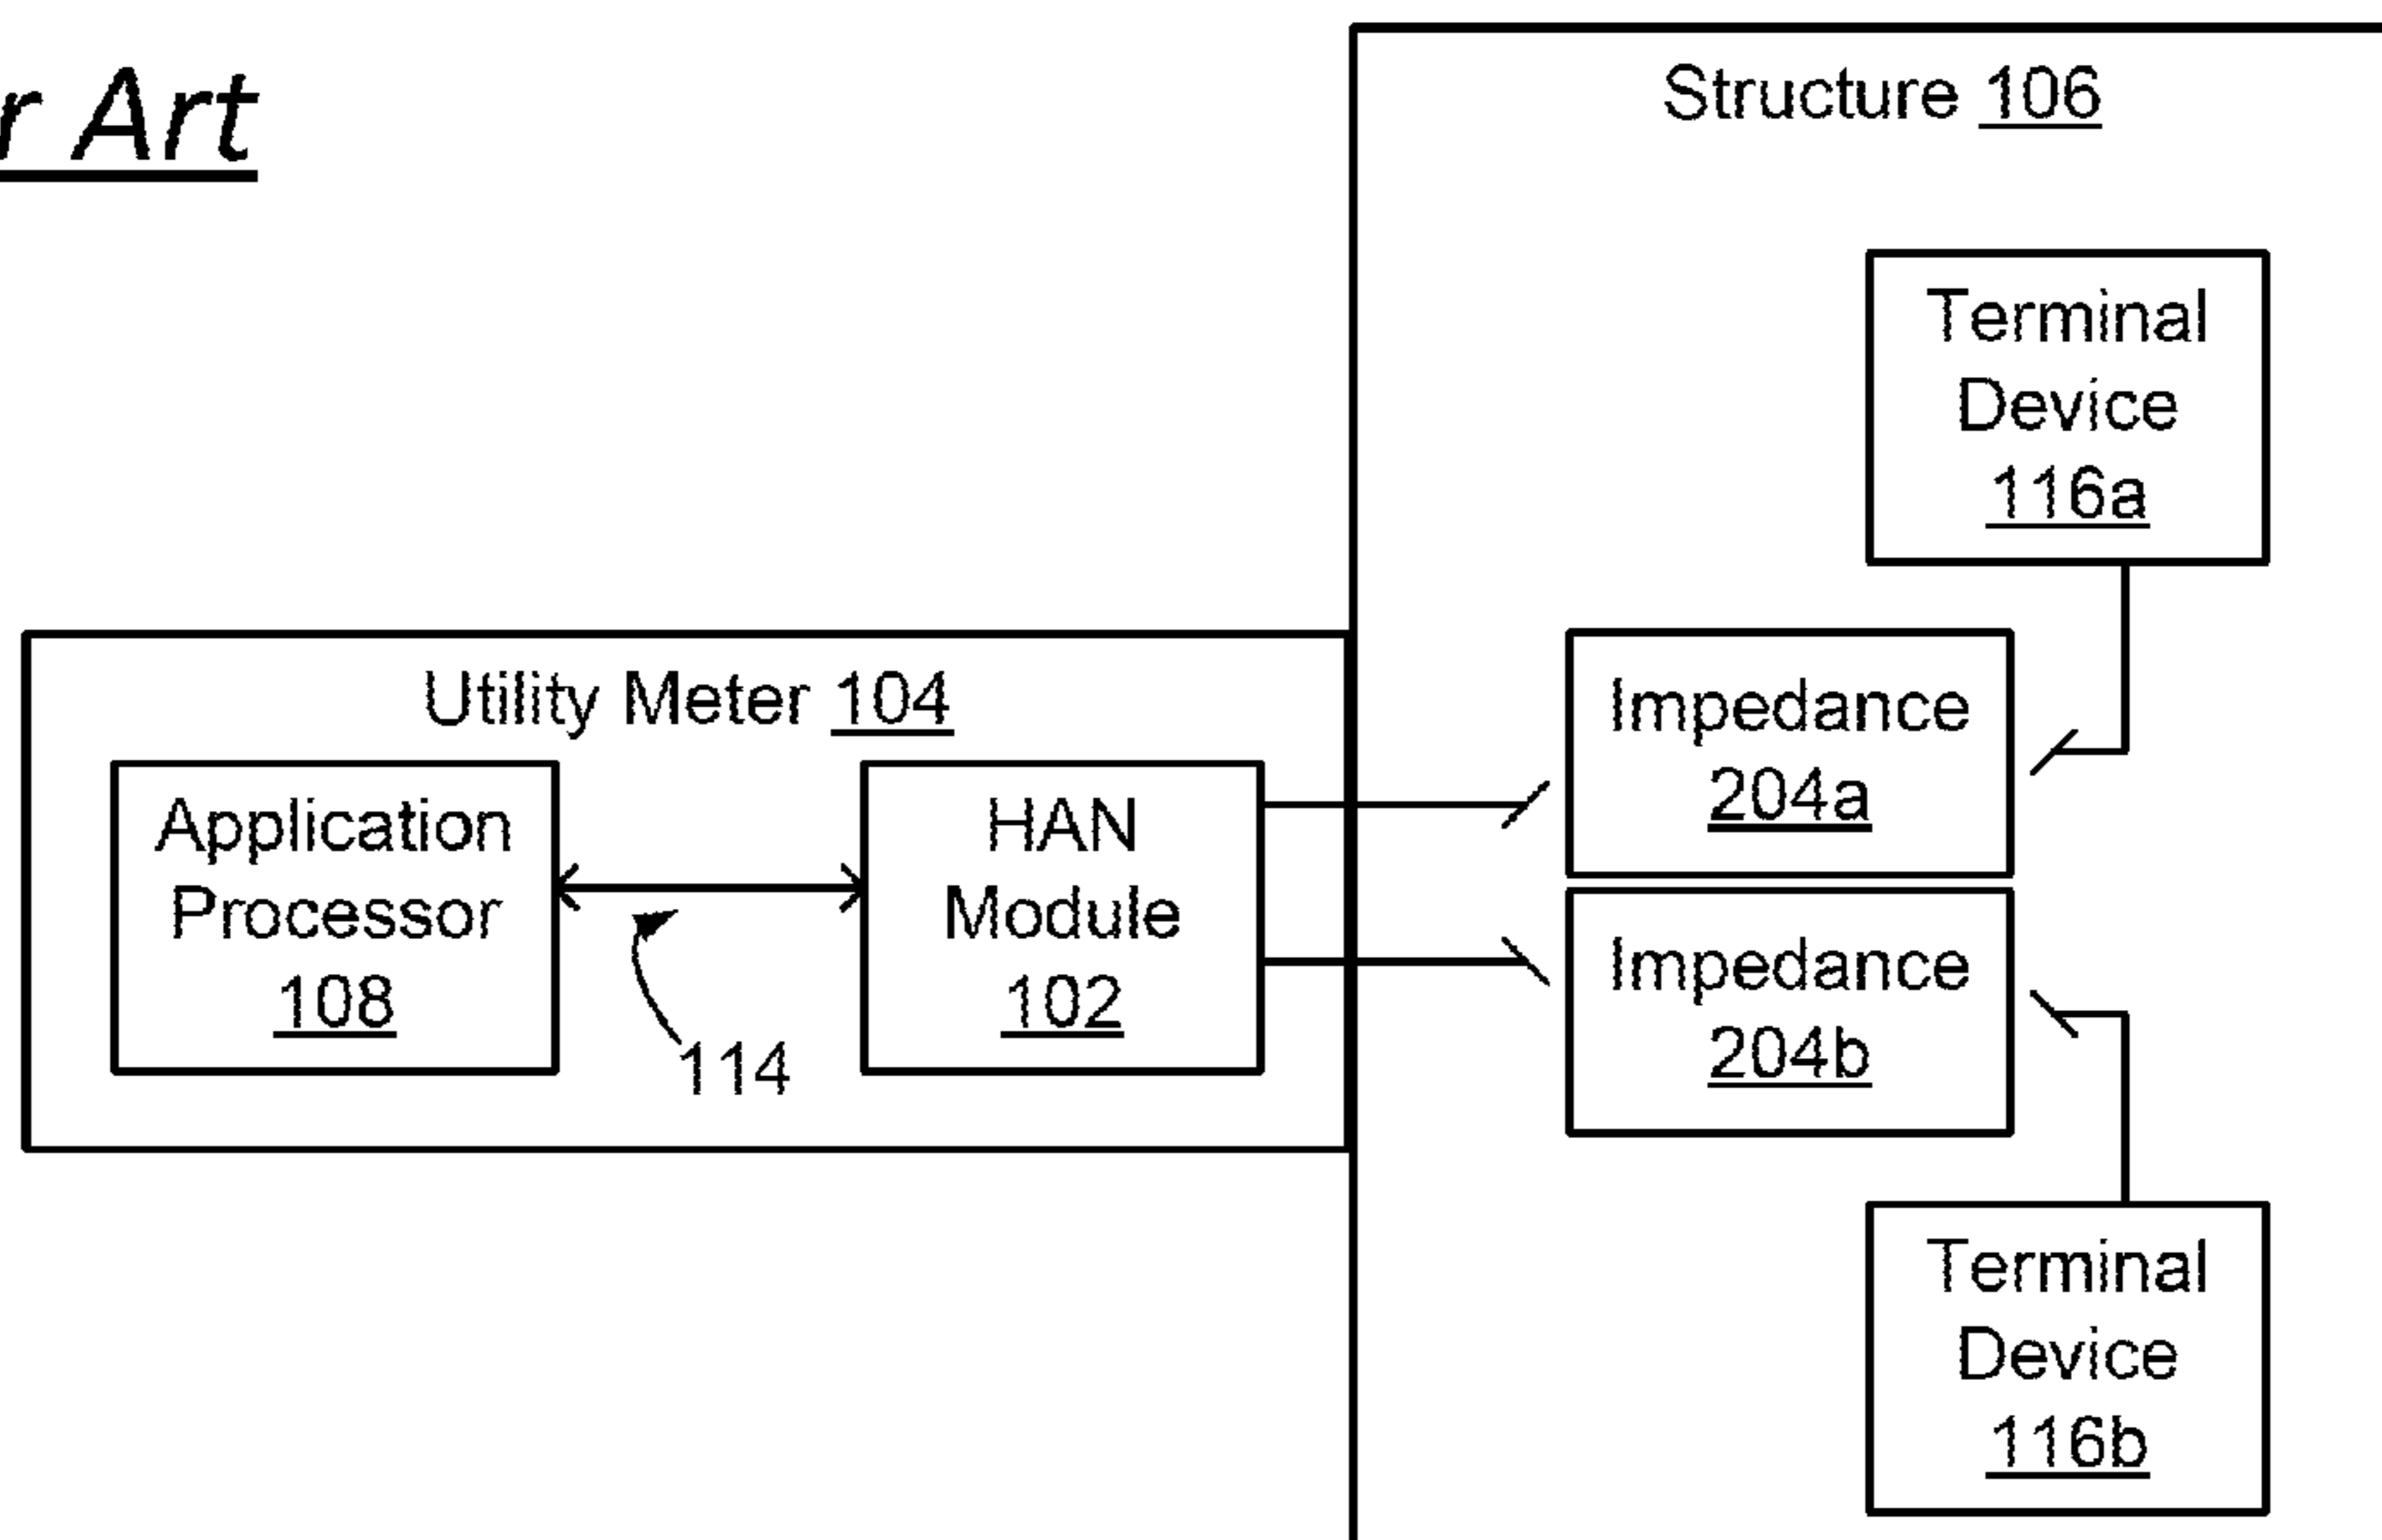 r Art
Structure 106
Terminal
Device
116a
Utility Meter 104
Application
Processor
108
HAN
Module
102
114
Impedance
204a
Impedance
204b
Terminal
Device
116b